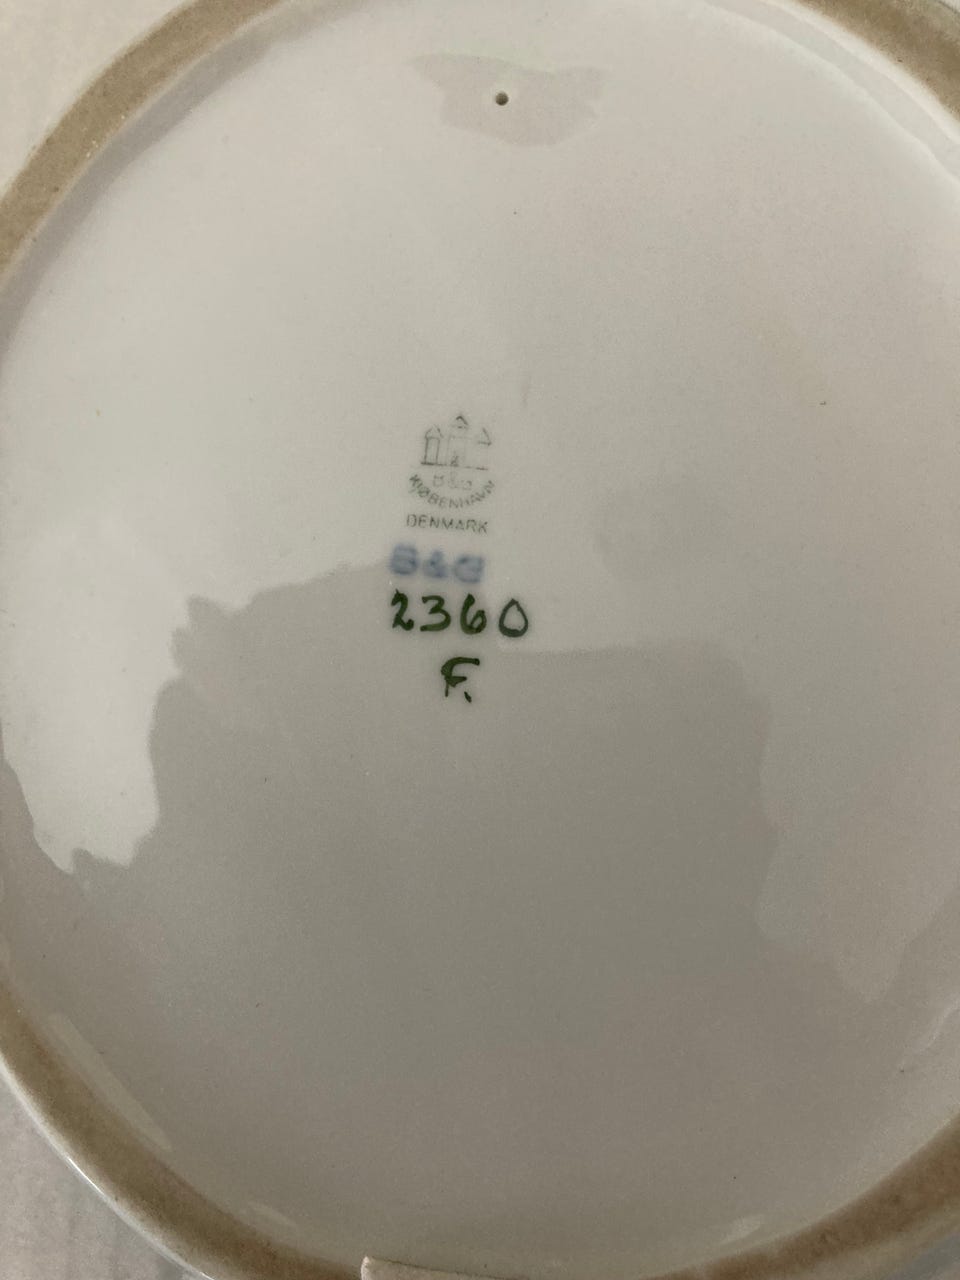 B&G
KJØBENHAVN
DENMARK
B&G
2360
F.